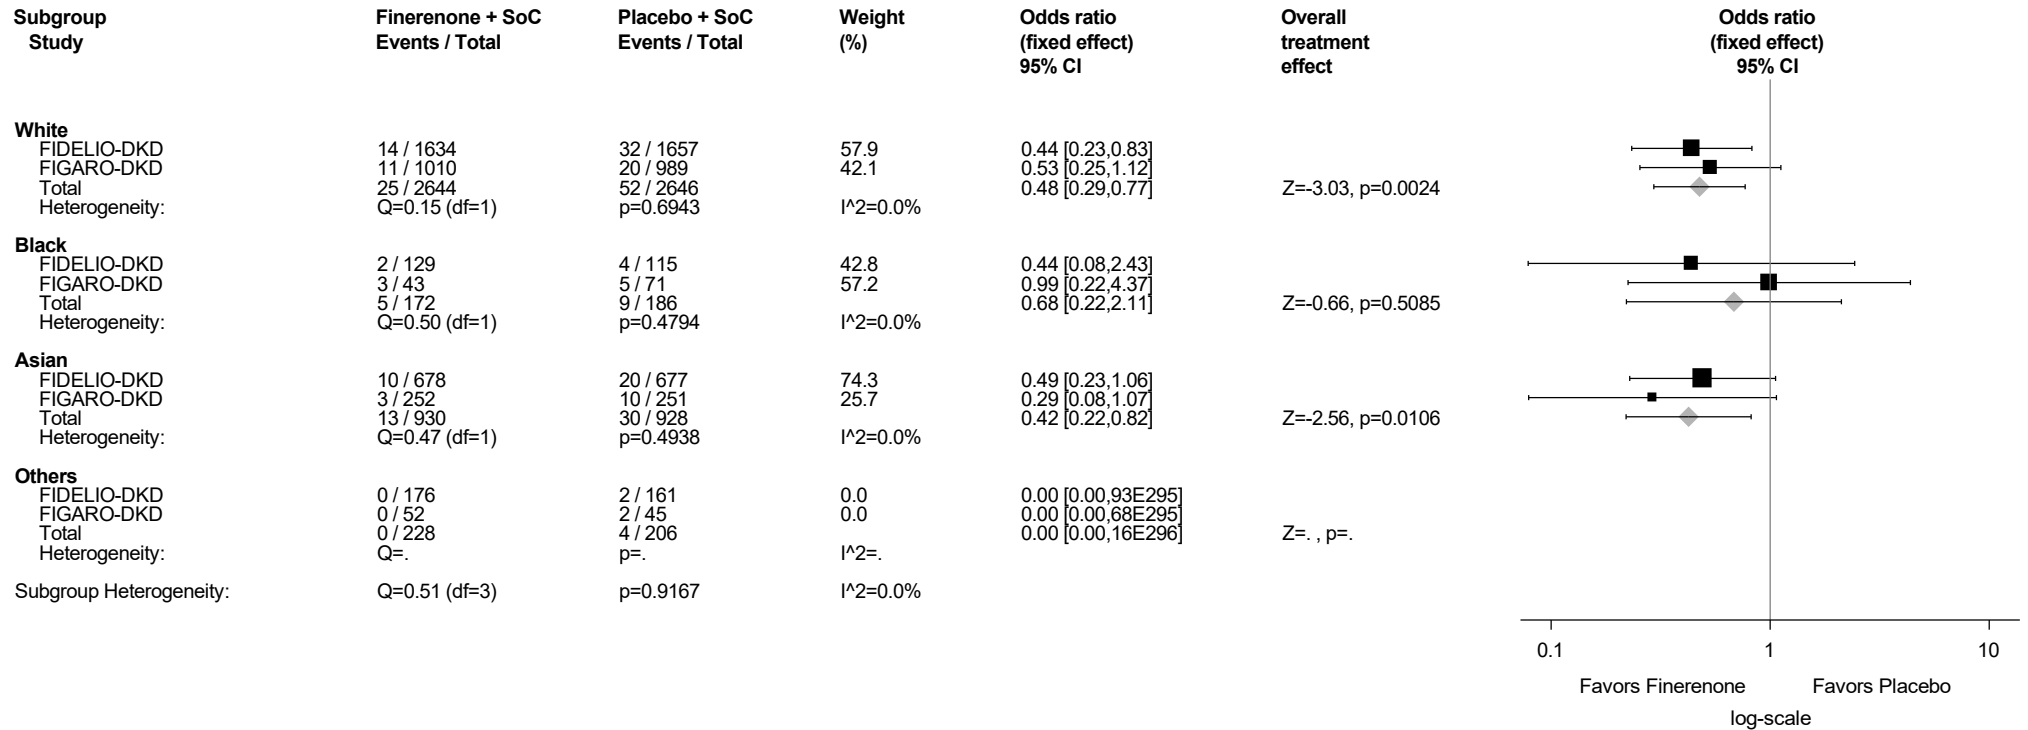 Subgroup Finerenone + SoC Placebo + SoC Weight Odds ratio Overall Odds ratio
Study Events / Total Events / Total (%) (fixed effect) treatment (fixed effect)
95% CI effect 95% CI
White
FIDELIO-DKD 14 / 1634 32 / 1657 57.9 0.44 [0.23,0.83]
FIGARO-DKD 11 / 1010 20 / 989 42.1 0.53 [0.25,1.12]
Total 25 / 2644 52 / 2646 0.48 [0.29,0.77] Z=-3.03, p=0.0024
Heterogeneity: Q=0.15 (df=1) p=0.6943 I^2=0.0%
Black
FIDELIO-DKD 2 / 129 4 / 115 42.8 0.44 [0.08,2.43]
FIGARO-DKD 3 / 43 5 / 71 57.2 0.99 [0.22,4.37]
Total 5 / 172 9 / 186 0.68 [0.22,2.11] Z=-0.66, p=0.5085
Heterogeneity: Q=0.50 (df=1) p=0.4794 I^2=0.0%
Asian
FIDELIO-DKD 10 / 678 20 / 677 74.3 0.49 [0.23,1.06]
FIGARO-DKD 3 / 252 10 / 251 25.7 0.29 [0.08,1.07]
Total 13 / 930 30 / 928 0.42 [0.22,0.82] Z=-2.56, p=0.0106
Heterogeneity: Q=0.47 (df=1) p=0.4938 I^2=0.0%
Others
FIDELIO-DKD 0 / 176 2 / 161 0.0 0.00 [0.00,93E295]
FIGARO-DKD 0 / 52 2 / 45 0.0 0.00 [0.00,68E295]
Total 0 / 228 4 / 206 0.00 [0.00,16E296] Z=. , p=.
Heterogeneity: Q=. p=. I^2=.
Subgroup Heterogeneity: Q=0.51 (df=3) p=0.9167 I^2=0.0%
0.1 1 10
Favors Finerenone Favors Placebo
log-scale